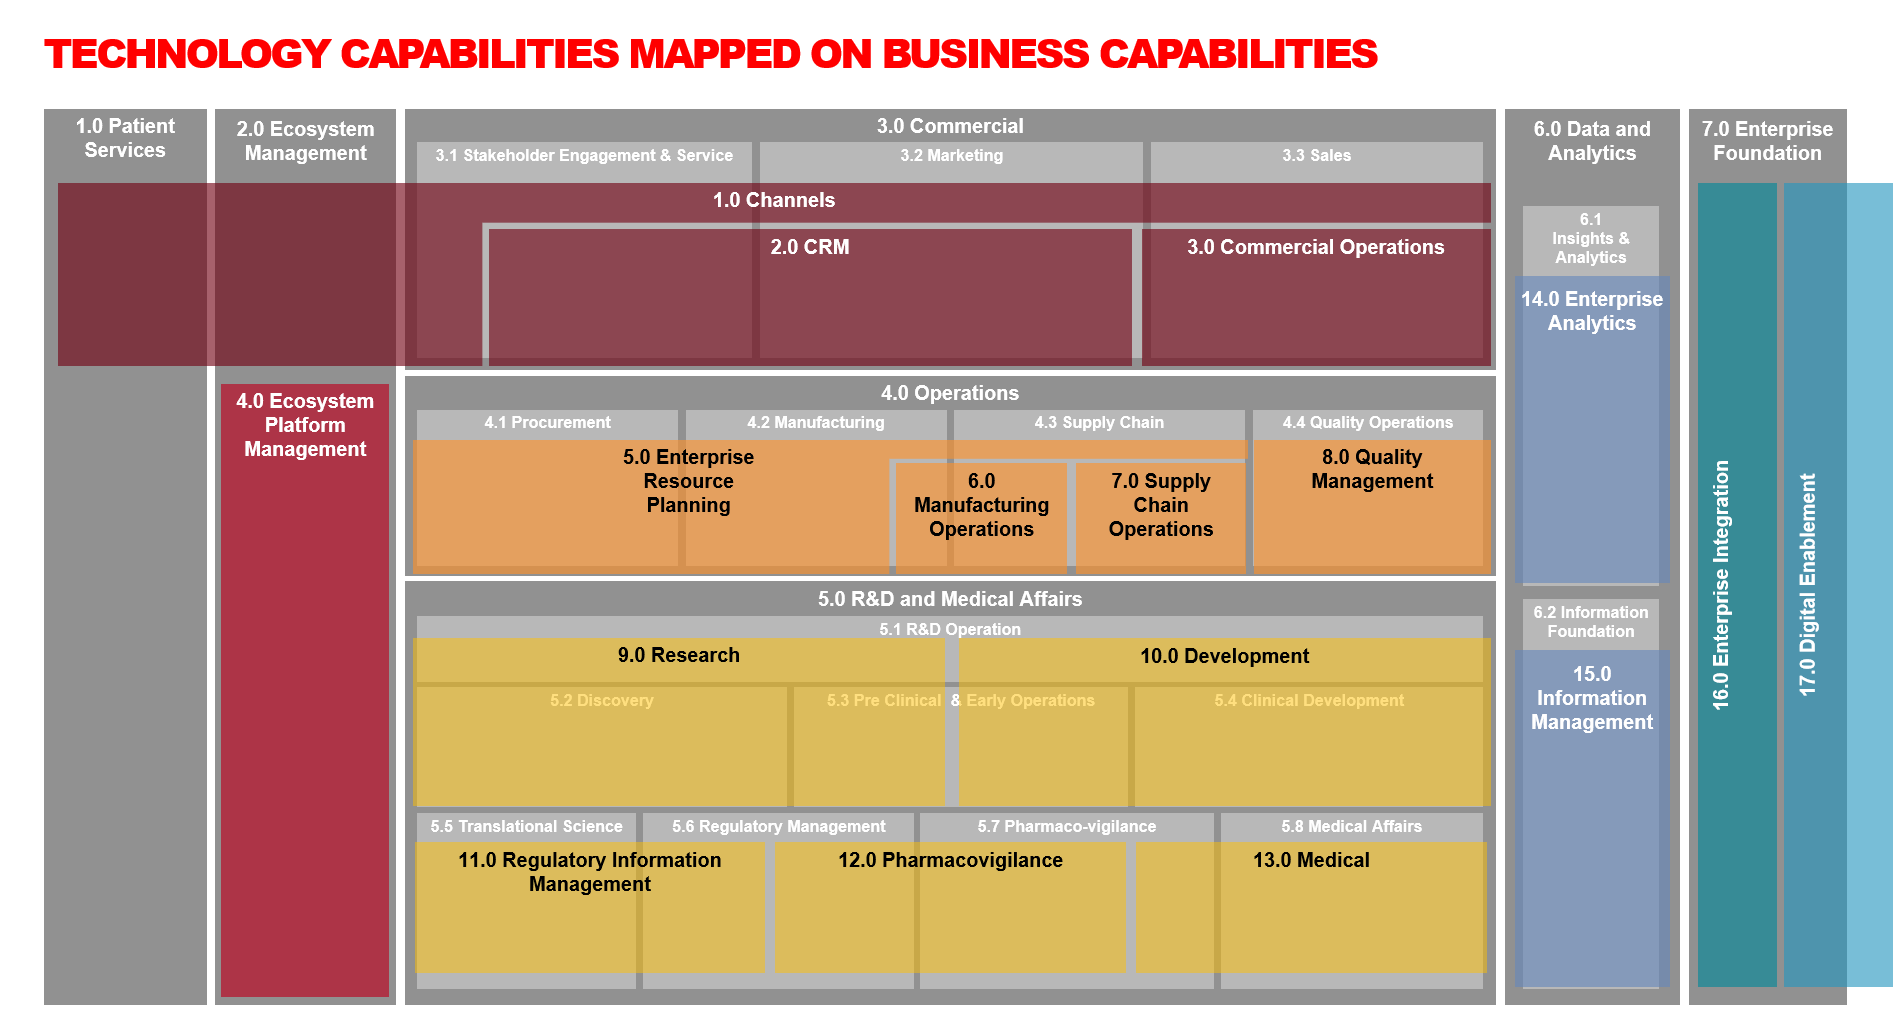 TECHNOLOGY CAPABILITIES MAPPED ON BUSINESS CAPABILITIES
1.0 Patient
Services
2.0 Ecosystem
Management
3.0 Commercial
3.1 Stakeholder Engagement & Service
3.2 Marketing
3.3 Sales
1.0 Channels
2.0 CRM
3.0 Commercial Operations
4.0 Ecosystem
Platform
Management
4.0 Operations
4.1 Procurement
4.2 Manufacturing
4.3 Supply Chain
4.4 Quality Operations
5.0 Enterprise
Resource
Planning
6.0
Manufacturing
Operations
7.0 Supply
Chain
Operations
8.0 Quality
Management
5.0 R&D and Medical Affairs
5.1 R&D Operation
9.0 Research
10.0 Development
5.2 Discovery
5.3 Pre Clinical & Early Operations
5.4 Clinical Development
5.5 Translational Science
5.6 Regulatory Management
5.7 Pharmaco-vigilance
5.8 Medical Affairs
11.0 Regulatory Information
Management
12.0 Pharmacovigilance
13.0 Medical
6.0 Data and
Analytics
6.1
Insights &
Analytics
14.0 Enterprise
Analytics
6.2 Information
Foundation
15.0
Information
Management
7.0 Enterprise
Foundation
16.0 Enterprise Integration
17.0 Digital Enablement